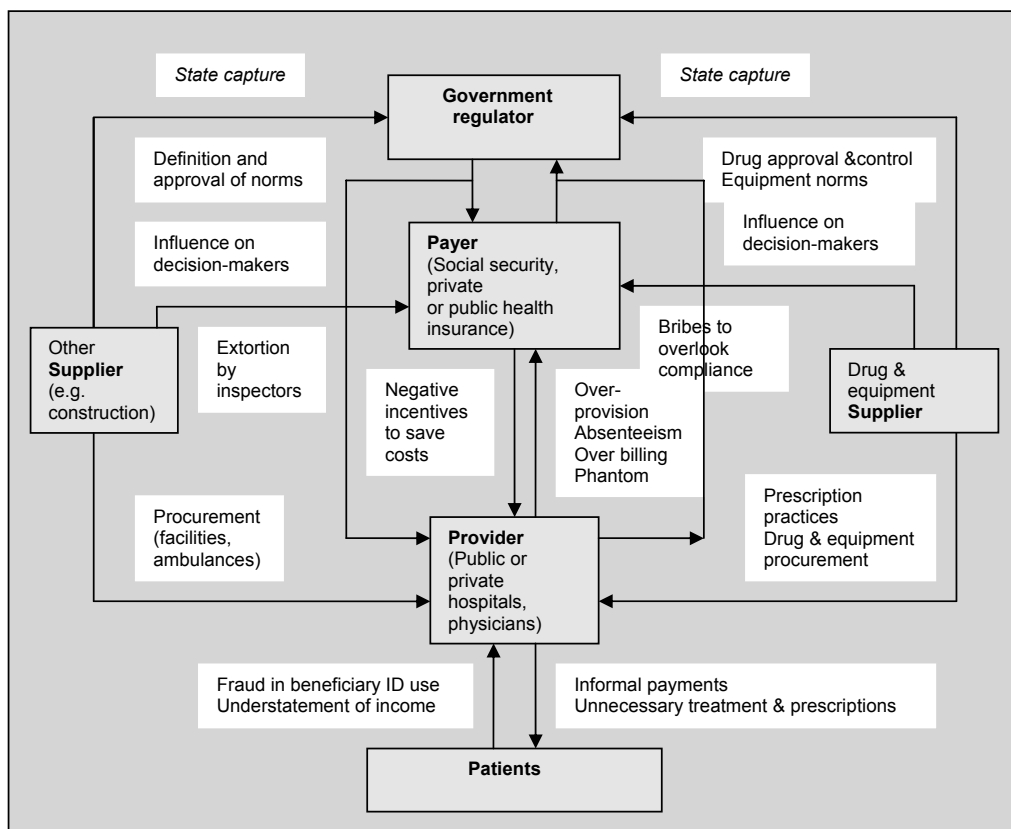 State capture
State capture
Government
regulator
Definition and
approval of norms
Drug approval &control
Equipment norms
Influence on
decision-makers
Payer
(Social security,
private
or public health
insurance)
Influence on
decision-makers
Other
Supplier
(e.g.
construction)
Extortion
by
inspectors
Negative
incentives
to save
costs
Over-
provision
Absenteeism
Over billing
Phantom
Bribes to
overlook
compliance
Drug &
equipment
Supplier
Procurement
(facilities,
ambulances)
Provider
(Public or
private
hospitals,
physicians)
Prescription
practices
Drug & equipment
procurement
Fraud in beneficiary ID use
Understatement of income
Informal payments
Unnecessary treatment & prescriptions
Patients